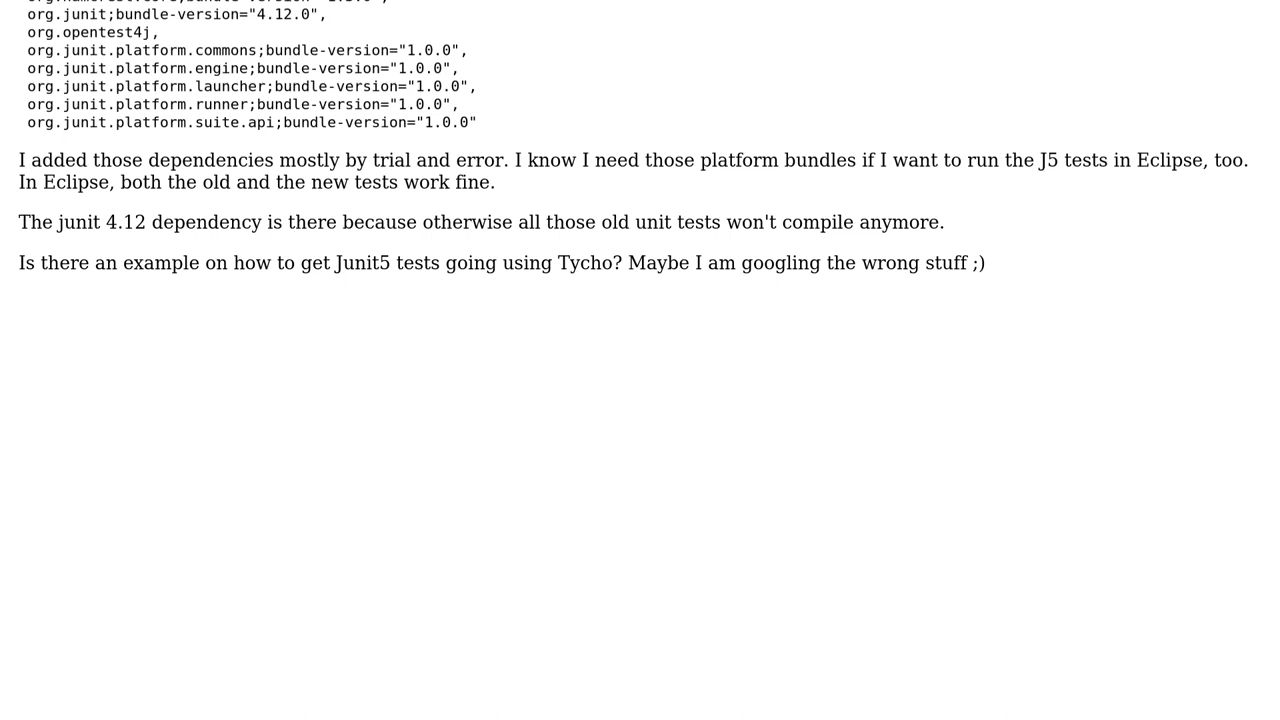 org.junit;bundle-version="4.12.0",
org.opentest4j,
org.junit.platform.commons;bundle-version="1.0.0",
org.junit.platform.engine;bundle-version="1.0.0",
org.junit.platform.launcher;bundle-version="1.0.0",
org.junit.platform.runner;bundle-version="1.0.0",
org.junit.platform.suite.api;bundle-version="1.0.0"
I added those dependencies mostly by trial and error. I know I need those platform bundles if I want to run the J5 tests in Eclipse, too.
In Eclipse, both the old and the new tests work fine.
The junit 4.12 dependency is there because otherwise all those old unit tests won't compile anymore.
Is there an example on how to get Junit5 tests going using Tycho? Maybe I am googling the wrong stuff ;)